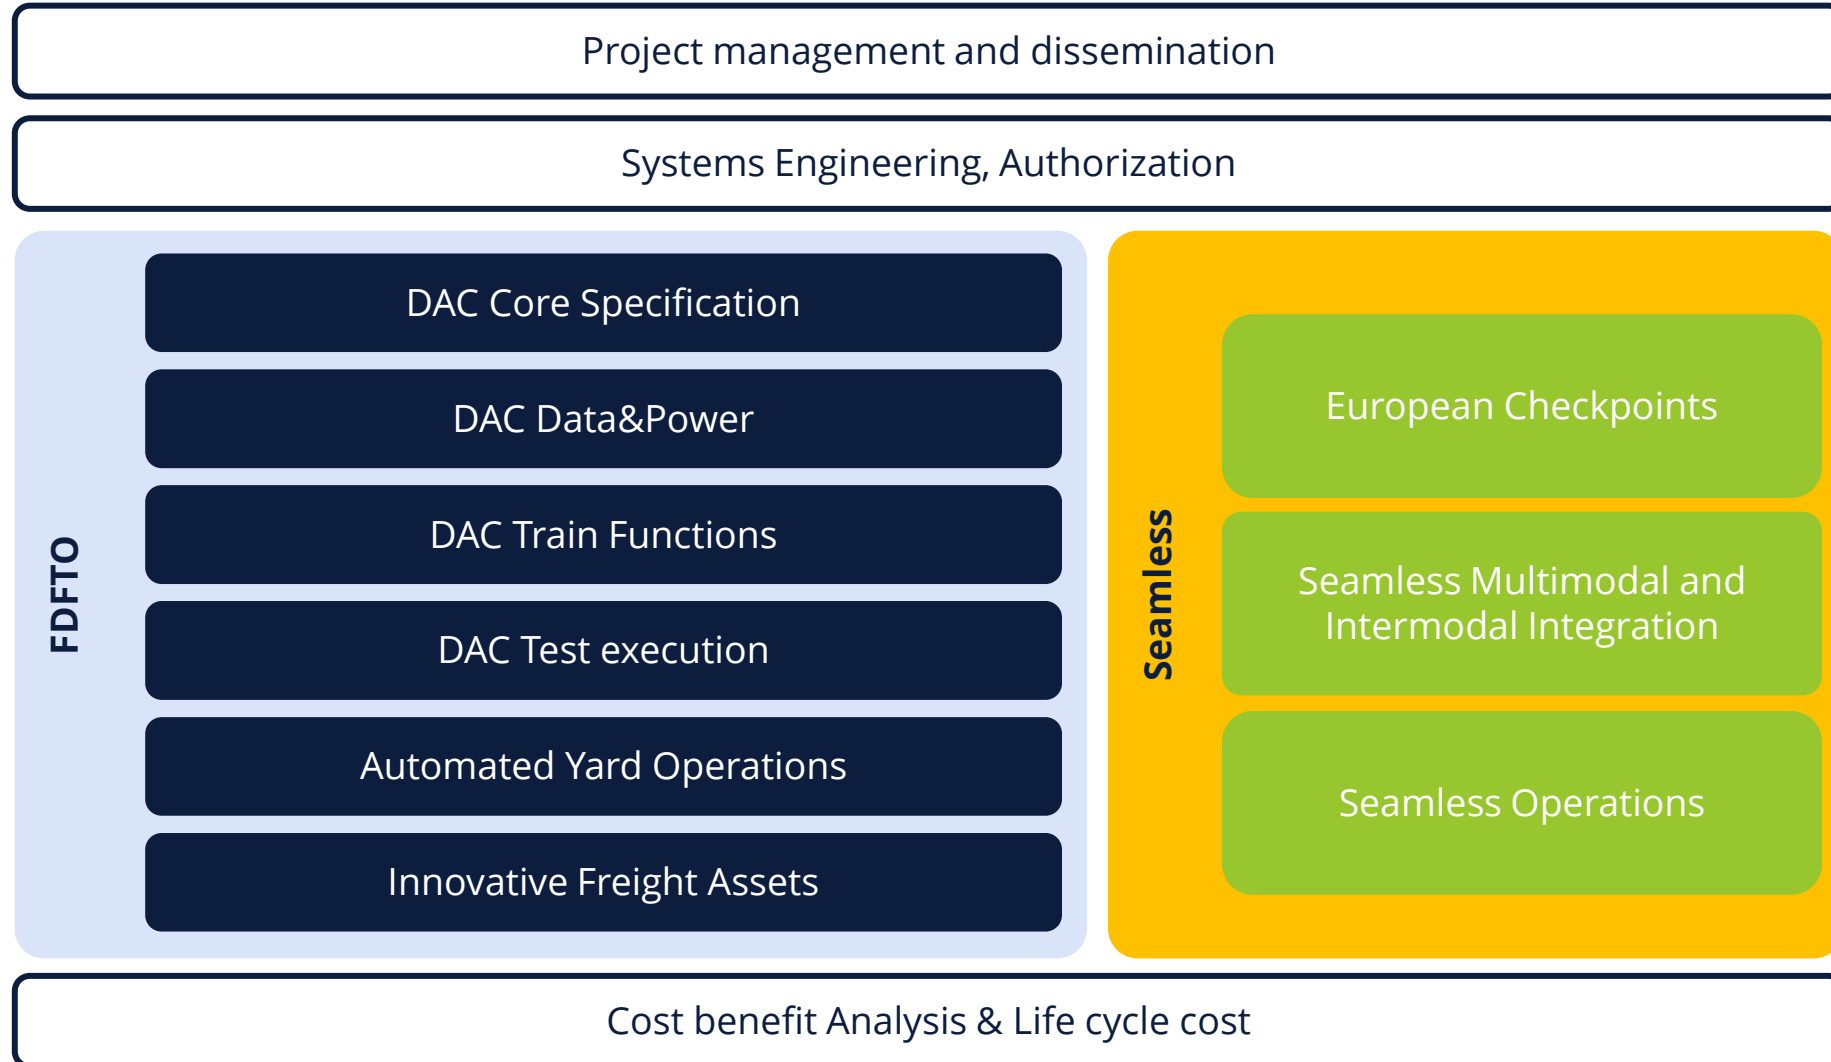 Project management and dissemination
Systems Engineering, Authorization
FDFTO
DAC Core Specification
DAC Data&Power
DAC Train Functions
DAC Test execution
Automated Yard Operations
Innovative Freight Assets
Seamless
European Checkpoints
Seamless Multimodal and
Intermodal Integration
Seamless Operations
Cost benefit Analysis & Life cycle cost